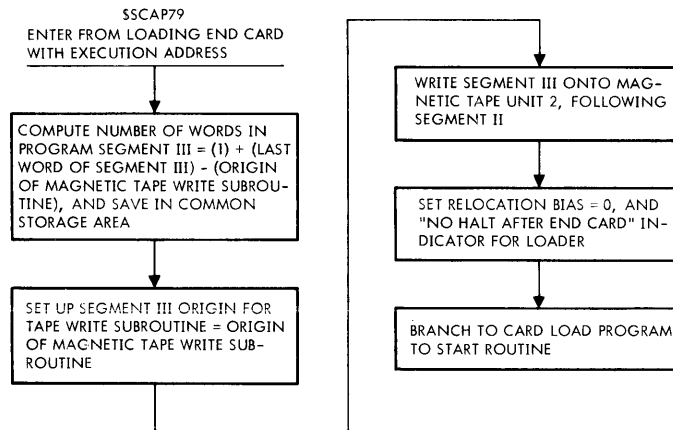 $SCAP79
ENTER FROM LOADING END CARD
WITH EXECUTION ADDRESS
COMPUTE NUMBER OF WORDS IN
PROGRAM SEGMENT III = (1) + (LAST
WORD OF SEGMENT III) - (ORIGIN
OF MAGNETIC TAPE WRITE SUBROU-
TINE), AND SAVE IN COMMON
STORAGE AREA
SET UP SEGMENT III ORIGIN FOR
TAPE WRITE SUBROUTINE = ORIGIN
OF MAGNETIC TAPE WRITE SUB-
ROUTINE
WRITE SEGMENT III ONTO MAG-
NETIC TAPE UNIT 2, FOLLOWING
SEGMENT II
SET RELOCATION BIAS = 0, AND
"NO HALT AFTER END CARD" IN-
DICATOR FOR LOADER
BRANCH TO CARD LOAD PROGRAM
TO START ROUTINE